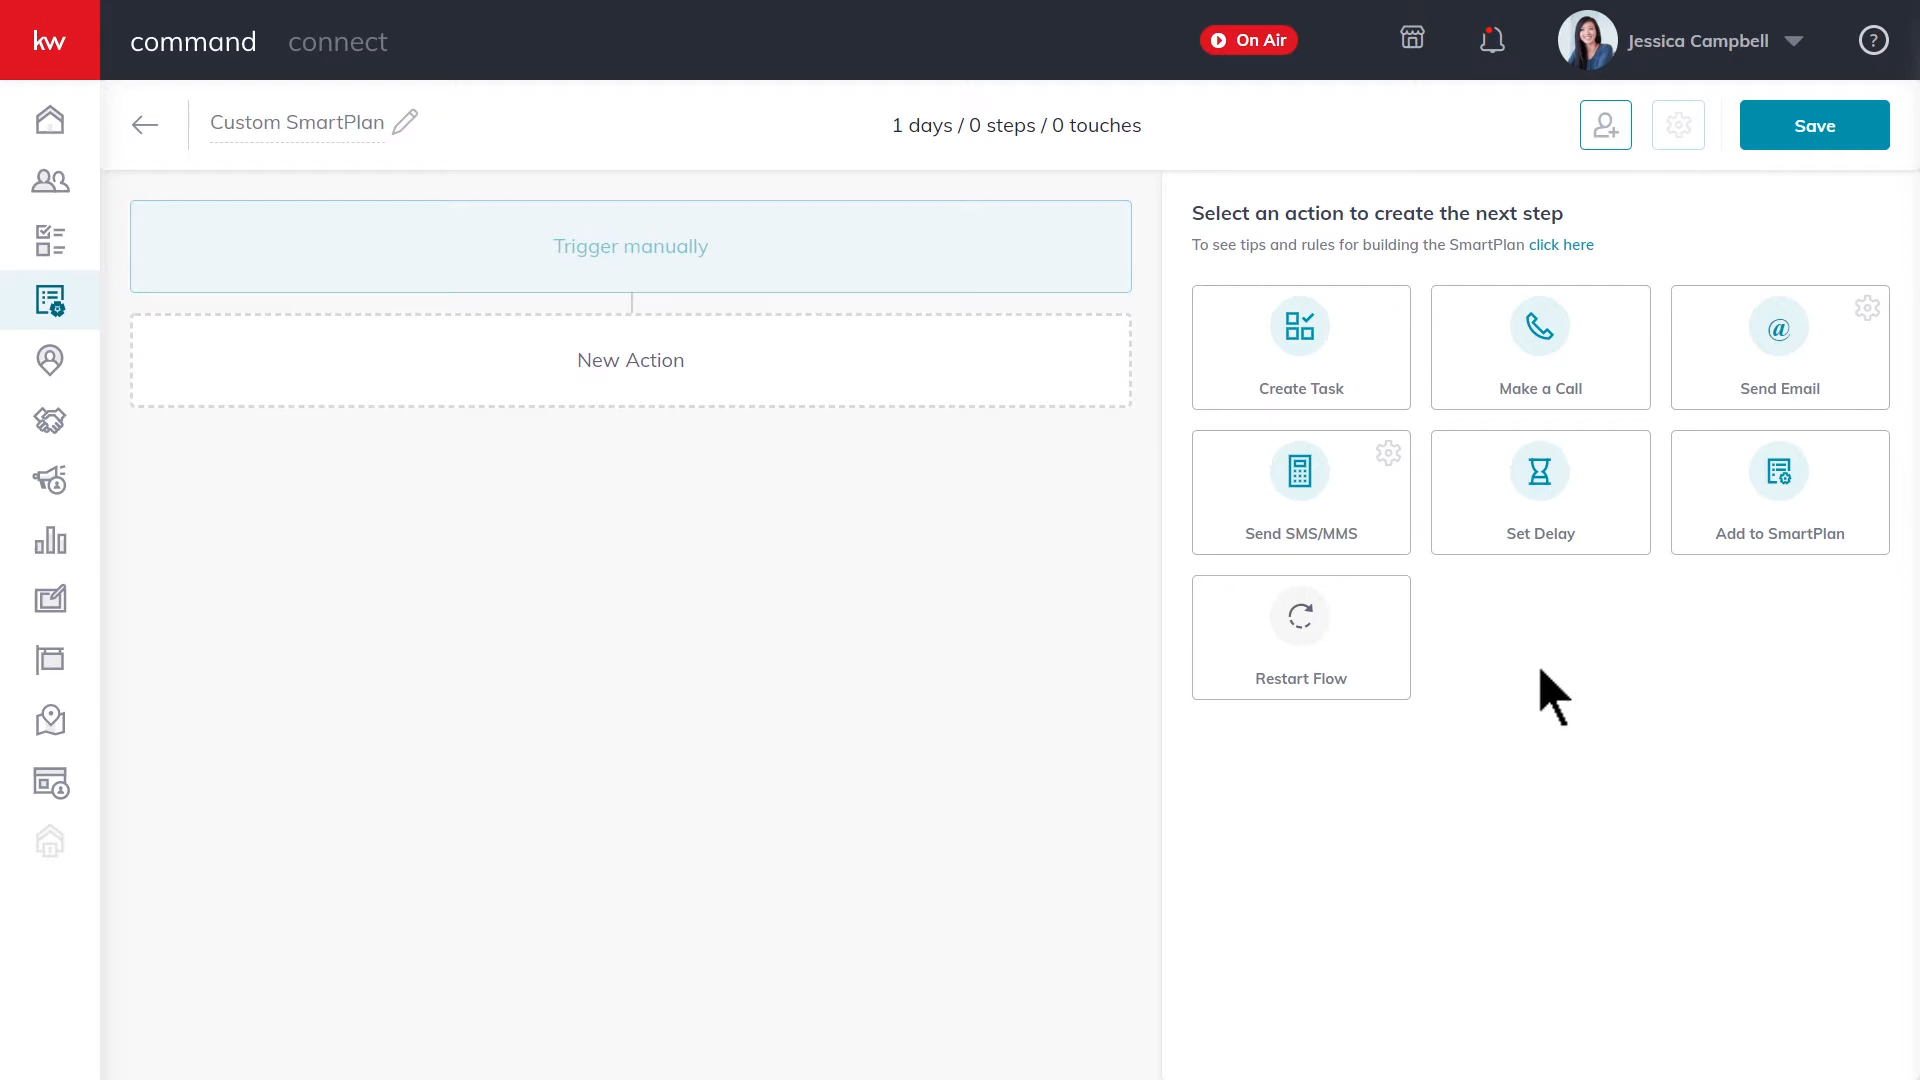 kw
command connect
On Air
Jessica Campbell
?
Custom SmartPlan
1 days / 0 steps / 0 touches
Save
Trigger manually
New Action
Select an action to create the next step
To see tips and rules for building the SmartPlan click here
Create Task
Make a Call
@
Send Email
Send SMS/MMS
Set Delay
Add to SmartPlan
Restart Flow